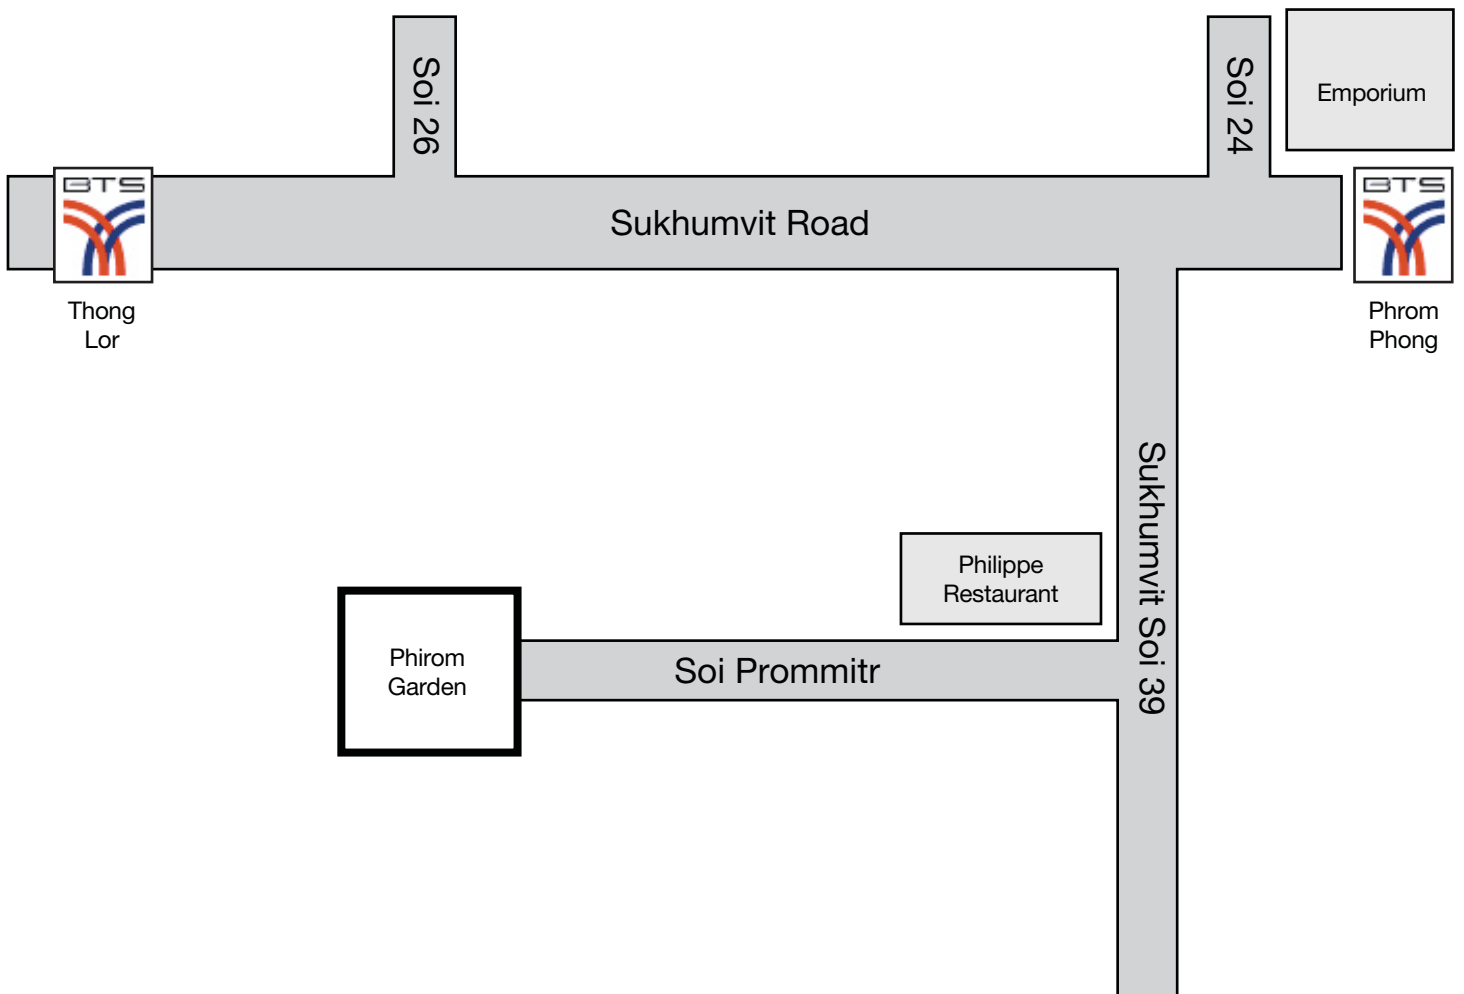 Soi 26
Soi 24
Emporium
BTS
Sukhumvit Road
BTS
Thong
Lor
Phrom
Phong
Sukhumvit Soi 39
Philippe
Restaurant
Phirom
Garden
Soi Prommitr